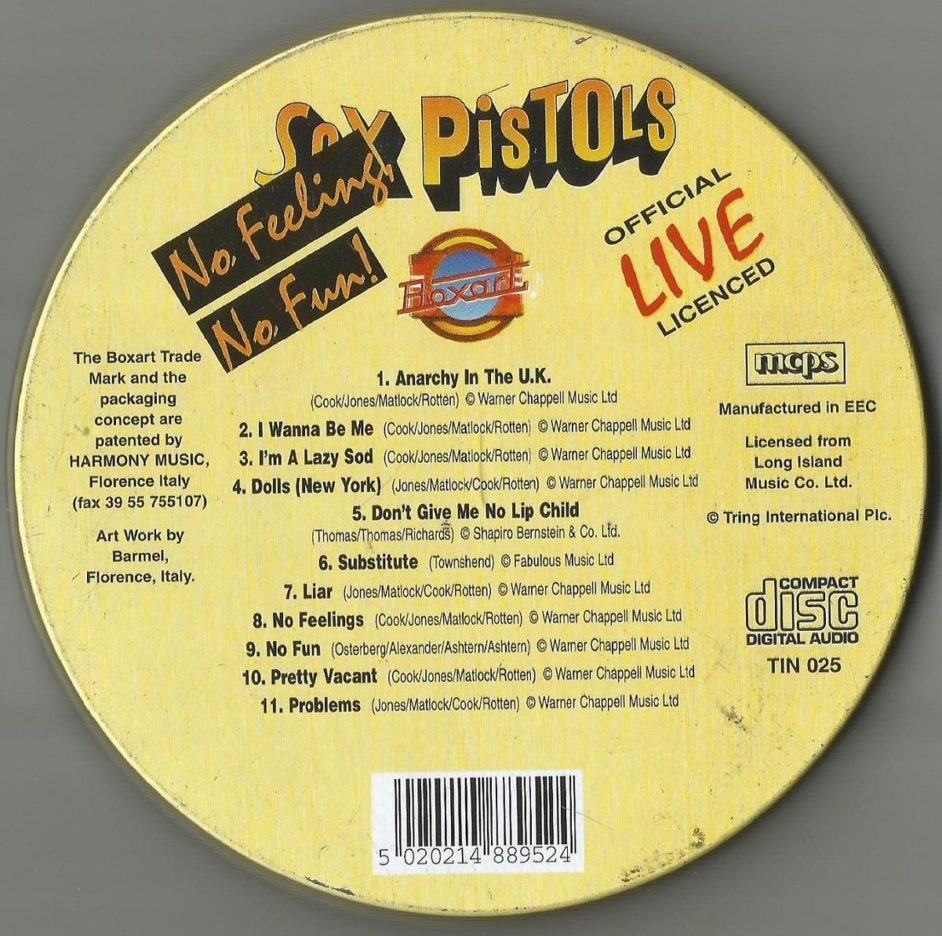 SEX PISTOLS
No Feeling,
No Fun!
Boxart
OFFICIAL
LIVE
LICENCED
The Boxart Trade
Mark and the
packaging
concept are
patented by
HARMONY MUSIC,
Florence Italy
(fax 39 55 755107)
Art Work by
Barmel,
Florence, Italy.
1. Anarchy In The U.K.
(Cook/Jones/Matlock/Rotten) © Warner Chappell Music Ltd
2. I Wanna Be Me (Cook/Jones/Matlock/Rotten) © Warner Chappell Music Ltd
3. I'm A Lazy Sod (Cook/Jones/Matlock/Rotten) © Warner Chappell Music Ltd
4. Dolls (New York) (Jones/Matlock/Cook/Rotten) © Warner Chappell Music Ltd
5. Don't Give Me No Lip Child
(Thomas/Thomas/Richards) © Shapiro Bernstein & Co. Ltd.
6. Substitute (Townshend) © Fabulous Music Ltd
7. Liar (Jones/Matlock/Cook/Rotten) © Warner Chappell Music Ltd
8. No Feelings (Cook/Jones/Matlock/Rotten) © Warner Chappell Music Ltd
9. No Fun (Osterberg/Alexander/Ashtern/Ashtern) © Warner Chappell Music Ltd
10. Pretty Vacant (Cook/Jones/Matlock/Rotten) © Warner Chappell Music Ltd
11. Problems (Jones/Matlock/Cook/Rotten) © Warner Chappell Music Ltd
mcps
Manufactured in EEC
Licensed from
Long Island
Music Co. Ltd.
© Tring International Plc.
COMPACT
disc
DIGITAL AUDIO
TIN 025
5 020214 889524